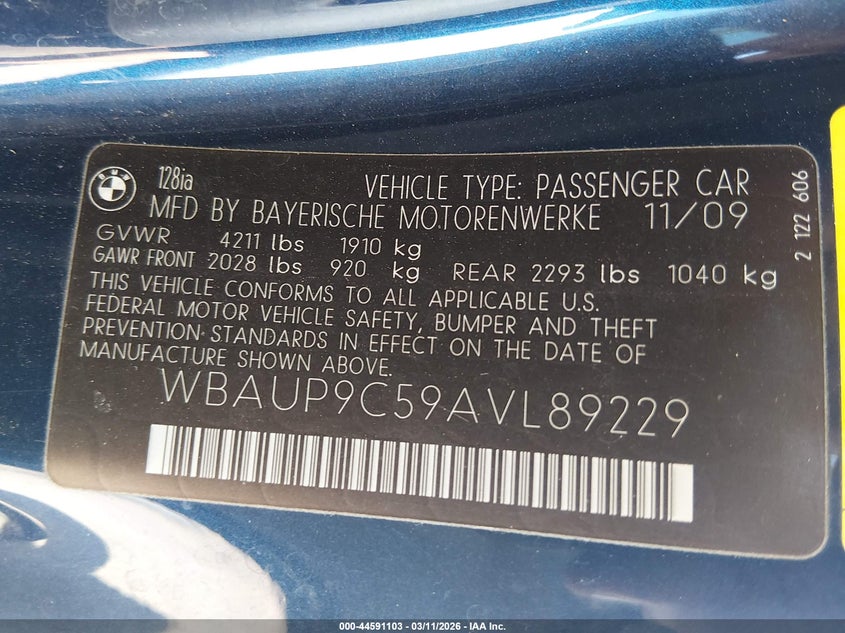 BMW
128ia
VEHICLE TYPE: PASSENGER CAR
MFD BY BAYERISCHE MOTORENWERKE 11/09
GVWR 4211 lbs 1910 kg
GAWR FRONT 2028 lbs 920 kg REAR 2293 lbs 1040 kg
THIS VEHICLE CONFORMS TO ALL APPLICABLE U.S.
FEDERAL MOTOR VEHICLE SAFETY, BUMPER AND THEFT
PREVENTION STANDARDS IN EFFECT ON THE DATE OF
MANUFACTURE SHOWN ABOVE.
WBAUP9C59AVL89229
2 122 606
000-44591103 - 03/11/2026 - IAA Inc.